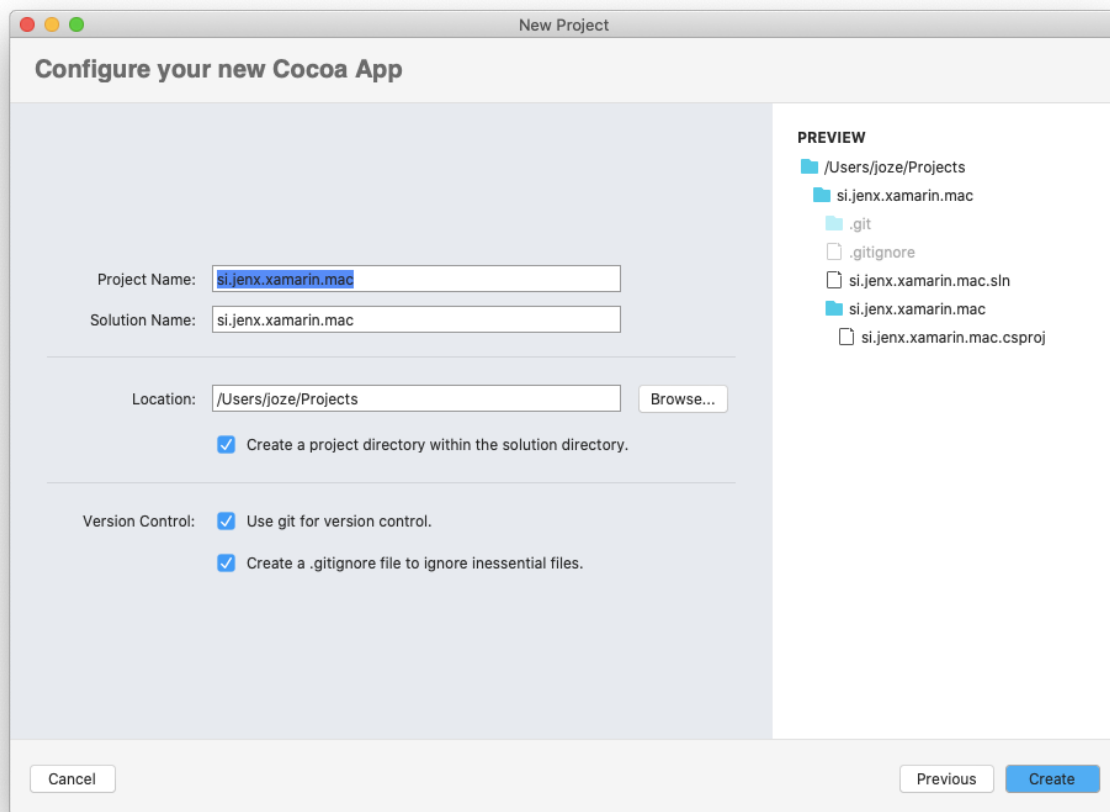 New Project
Configure your new Cocoa App
Project Name: si.jenx.xamarin.mac
Solution Name: si.jenx.xamarin.mac
Location: /Users/joze/Projects Browse...
Create a project directory within the solution directory.
Version Control: Use git for version control.
Create a .gitignore file to ignore inessential files.
PREVIEW
/Users/joze/Projects
si.jenx.xamarin.mac
.git
.gitignore
si.jenx.xamarin.mac.sln
si.jenx.xamarin.mac
si.jenx.xamarin.mac.csproj
Cancel Previous Create